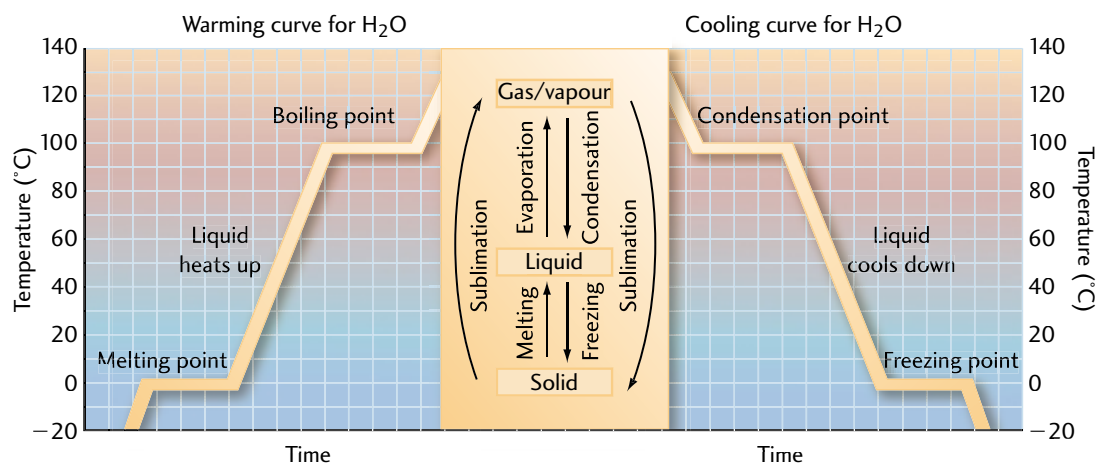 Warming curve for H₂O
Cooling curve for H₂O
140
120
100
80
60
40
20
0
−20
Temperature (°C)
Boiling point
Liquid
heats up
Melting point
Time
Gas/vapour
Evaporation
Condensation
Sublimation
Sublimation
Liquid
Melting
Freezing
Solid
Condensation point
Liquid
cools down
Freezing point
Time
140
120
100
80
60
40
20
0
−20
Temperature (°C)